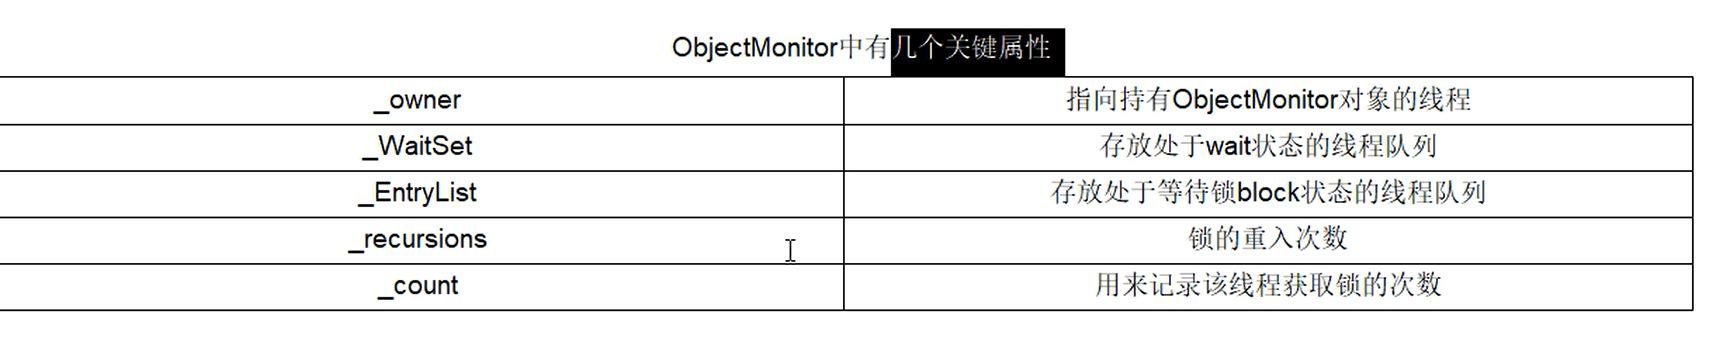 ObjectMonitor中有几个关键属性
_owner 指向持有ObjectMonitor对象的线程
_WaitSet 存放处于wait状态的线程队列
_EntryList 存放处于等待锁block状态的线程队列
_recursions 锁的重入次数
_count 用来记录该线程获取锁的次数